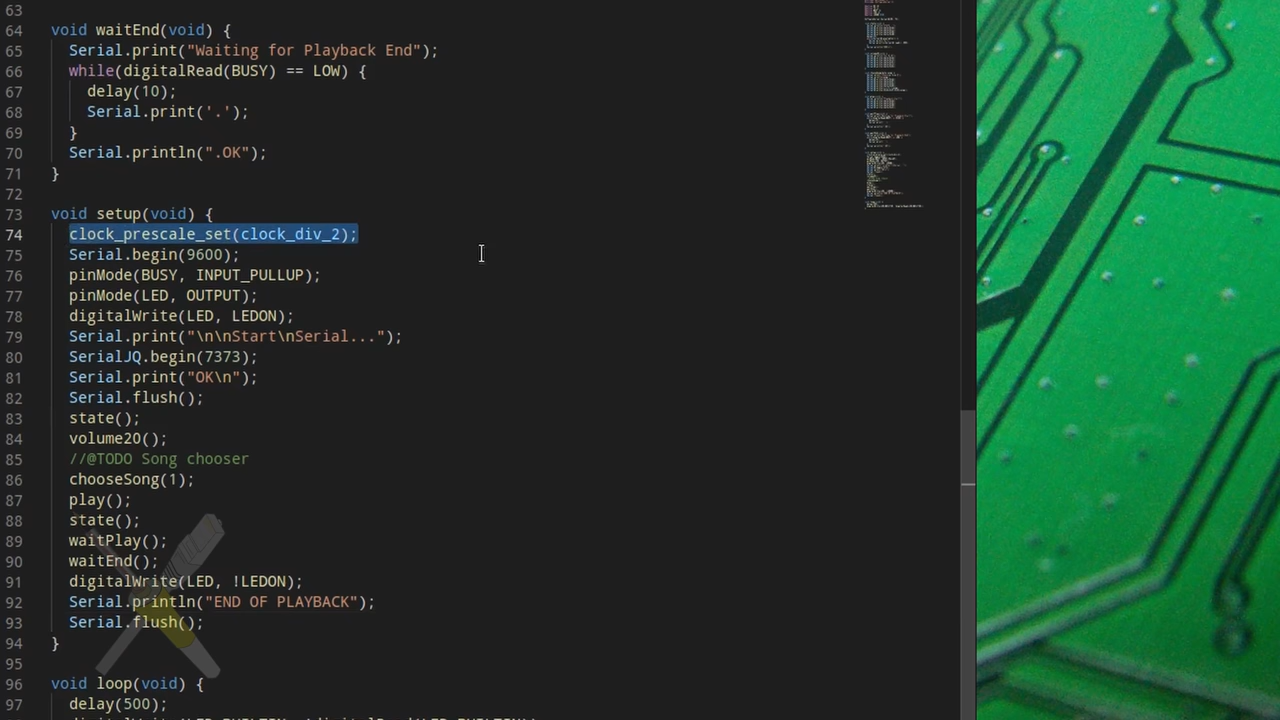 63
64 void waitEnd(void) {
65 Serial.print("Waiting for Playback End");
66 while(digitalRead(BUSY) == LOW) {
67 delay(10);
68 Serial.print('.');
69 }
70 Serial.println(".OK");
71 }
72
73 void setup(void) {
74 clock_prescale_set(clock_div_2);
75 Serial.begin(9600);
76 pinMode(BUSY, INPUT_PULLUP);
77 pinMode(LED, OUTPUT);
78 digitalWrite(LED, LEDON);
79 Serial.print("\n\nStart\nSerial...");
80 SerialJQ.begin(7373);
81 Serial.print("OK\n");
82 Serial.flush();
83 state();
84 volume20();
85 //@TODO Song chooser
86 chooseSong(1);
87 play();
88 state();
89 waitPlay();
90 waitEnd();
91 digitalWrite(LED, !LEDON);
92 Serial.println("END OF PLAYBACK");
93 Serial.flush();
94 }
95
96 void loop(void) {
97 delay(500);